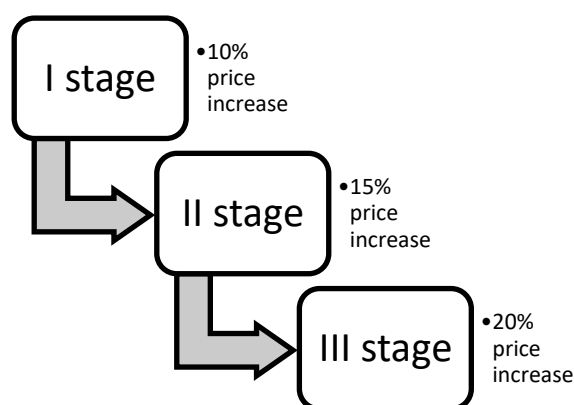 I stage
•10%
price
increase
II stage
•15%
price
increase
III stage
•20%
price
increase